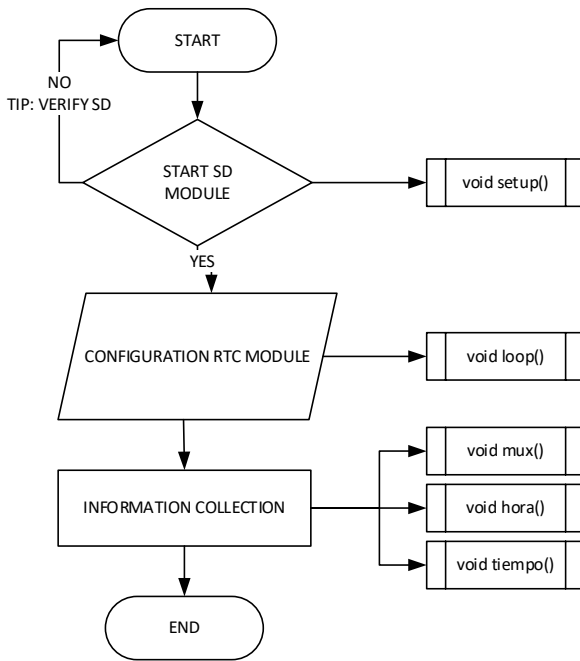 START
NO
TIP: VERIFY SD
START SD
MODULE
void setup()
YES
CONFIGURATION RTC MODULE
void loop()
void mux()
INFORMATION COLLECTION
void hora()
void tiempo()
END